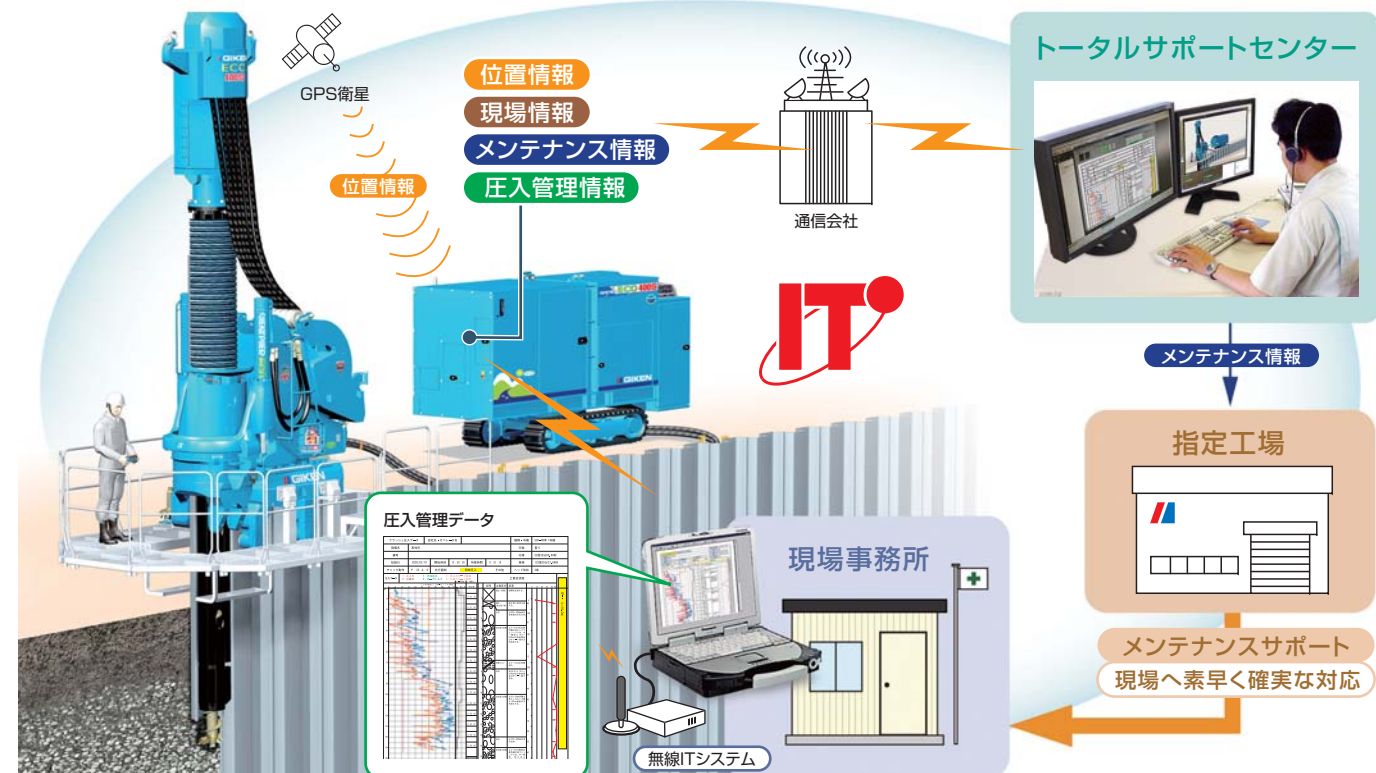 GIKEN
ECO
400S
GPS衛星
位置情報
位置情報
現場情報
メンテナンス情報
圧入管理情報
通信会社
トータルサポートセンター
ECO 400S
GIKEN
IT
メンテナンス情報
GIKEN
指定工場
圧入管理データ
現場事務所
メンテナンスサポート
現場へ素早く確実な対応
無線ITシステム